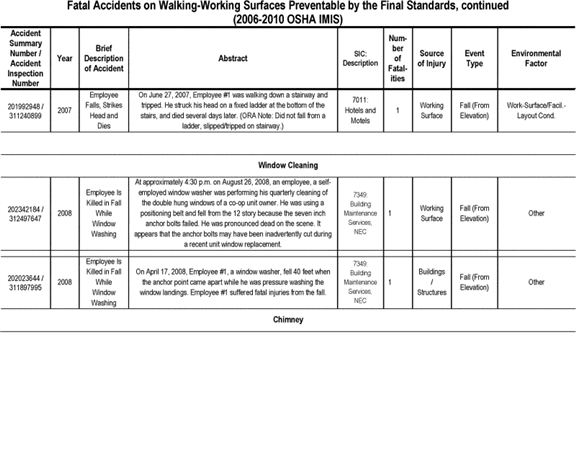 Fatal Accidents on Walking-Working Surfaces Preventable by the Final Standards, continued
(2006-2010 OSHA IMIS)
Accident
Summary
Number /
Accident
Inspection
Number
Year
Brief
Description
of Accident
Abstract
SIC:
Description
Num-
ber
of
Fatal-
ities
Source
of Injury
Event
Type
Environmental
Factor
201992948 /
311240899
2007
Employee
Falls, Strikes
Head and
Dies
On June 27, 2007, Employee #1 was walking down a stairway and
tripped. He struck his head on a fixed ladder at the bottom of the
stairs, and died several days later. (ORA Note: Did not fall from a
ladder, slipped/tripped on stairway.)
7011:
Hotels and
Motels
1
Working
Surface
Fall (From
Elevation)
Work-Surface/Facil.-
Layout Cond.
Window Cleaning
202342184 /
312497647
2008
Employee Is
Killed in Fall
While
Window
Washing
At approximately 4:30 p.m. on August 26, 2008, an employee, a self-
employed window washer was performing his quarterly cleaning of
the double hung windows of a co-op unit owner. He was using a
positioning belt and fell from the 12 story because the seven inch
anchor bolts failed. He was pronounced dead on the scene. It
appears that the anchor bolts may have been inadvertently cut during
a recent unit window replacement.
7349:
Building
Maintenance
Services,
NEC
1
Working
Surface
Fall (From
Elevation)
Other
202023644 /
311897995
2008
Employee Is
Killed in Fall
While
Window
Washing
On April 17, 2008, Employee #1, a window washer, fell 40 feet when
the anchor point came apart while he was pressure washing the
window landings. Employee #1 suffered fatal injuries from the fall.
7349:
Building
Maintenance
Services,
NEC
1
Buildings
/
Structures
Fall (From
Elevation)
Other
Chimney